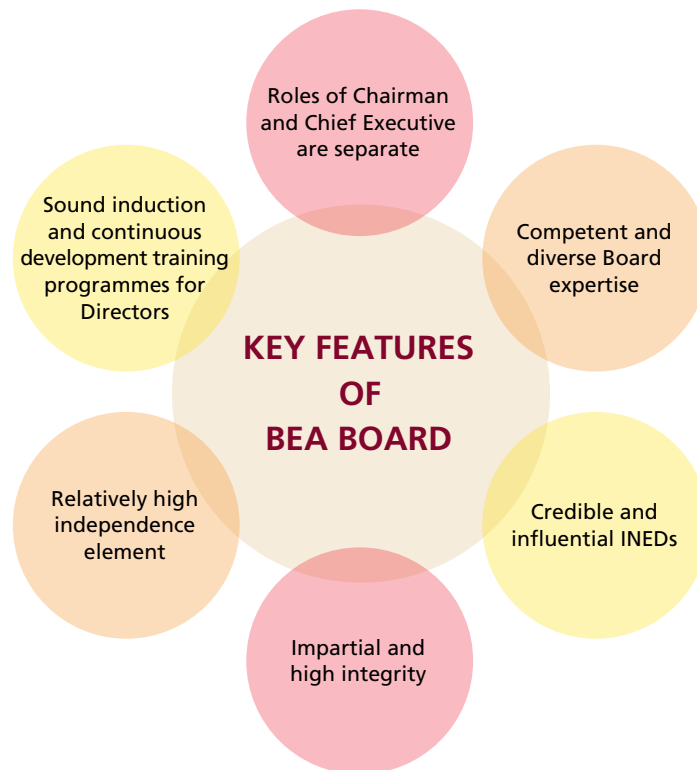 Roles of Chairman
and Chief Executive
are separate
Sound induction
and continuous
development training
programmes for
Directors
Competent and
diverse Board
expertise
KEY FEATURES
OF
BEA BOARD
Relatively high
independence
element
Credible and
influential INEDs
Impartial and
high integrity